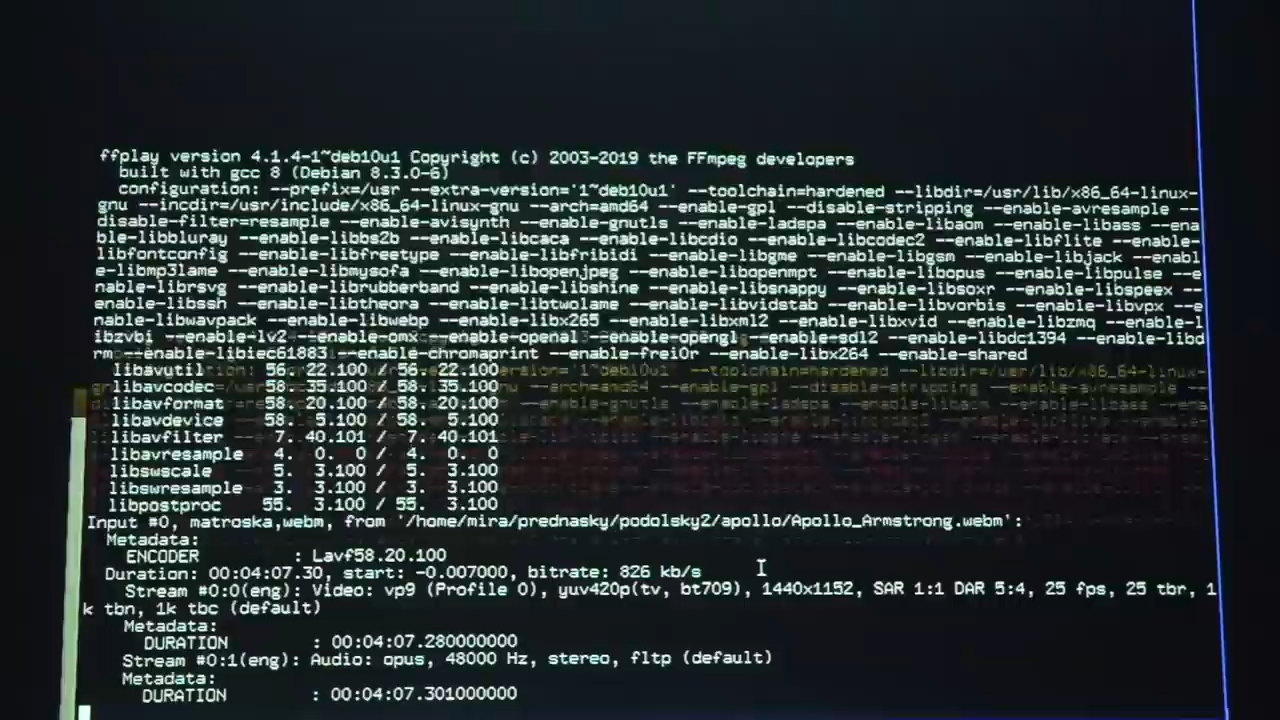 ffplay version 4.1.4-1~deb10u1 Copyright (c) 2003-2019 the FFmpeg developers
built with gcc 8 (Debian 8.3.0-6)
configuration: --prefix=/usr --extra-version='1~deb10u1' --toolchain=hardened --libdir=/usr/lib/x86_64-linux-
gnu --incdir=/usr/include/x86_64-linux-gnu --arch=amd64 --enable-gpl --disable-stripping --enable-avresample --
disable-filter=resample --enable-avisynth --enable-gnutls --enable-ladspa --enable-libaom --enable-libass --ena
ble-libbluray --enable-libbs2b --enable-libcaca --enable-libcdio --enable-libcodec2 --enable-libflite --enable-
libfontconfig --enable-libfreetype --enable-libfribidi --enable-libgme --enable-libgsm --enable-libjack --enabl
e-libmp3lame --enable-libmysofa --enable-libopenjpeg --enable-libopenmpt --enable-libopus --enable-libpulse --e
nable-librsvg --enable-librubberband --enable-libshine --enable-libsnappy --enable-libsoxr --enable-libspeex --
enable-libssh --enable-libtheora --enable-libtwolame --enable-libvidstab --enable-libvorbis --enable-libvpx --e
nable-libwavpack --enable-libwebp --enable-libx265 --enable-libxml2 --enable-libxvid --enable-libzmq --enable-l
ibzvbi --enable-lv2 --enable-omx --enable-openal --enable-opengl --enable-sdl2 --enable-libdc1394 --enable-libd
rm --enable-libiec61883 --enable-chromaprint --enable-frei0r --enable-libx264 --enable-shared
libavutil 56. 22.100 / 56. 22.100
libavcodec 58. 35.100 / 58. 35.100
libavformat 58. 20.100 / 58. 20.100
libavdevice 58. 5.100 / 58. 5.100
libavfilter 7. 40.101 / 7. 40.101
libavresample 4. 0. 0 / 4. 0. 0
libswscale 5. 3.100 / 5. 3.100
libswresample 3. 3.100 / 3. 3.100
libpostproc 55. 3.100 / 55. 3.100
Input #0, matroska,webm, from '/home/mira/prednasky/podolsky2/apollo/Apollo_Armstrong.webm':
Metadata:
ENCODER : Lavf58.20.100
Duration: 00:04:07.30, start: -0.007000, bitrate: 826 kb/s
Stream #0:0(eng): Video: vp9 (Profile 0), yuv420p(tv, bt709), 1440x1152, SAR 1:1 DAR 5:4, 25 fps, 25 tbr, 1
k tbn, 1k tbc (default)
Metadata:
DURATION : 00:04:07.280000000
Stream #0:1(eng): Audio: opus, 48000 Hz, stereo, fltp (default)
Metadata:
DURATION : 00:04:07.301000000